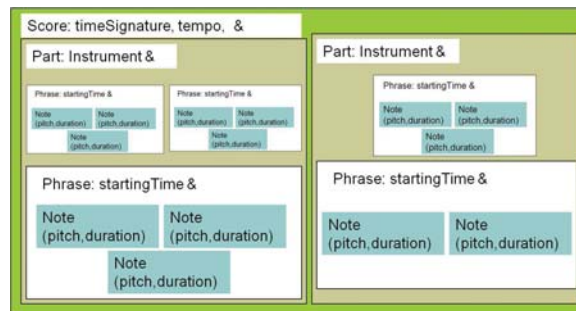 Score: timeSignature, tempo, &
Part: Instrument &
Phrase: startingTime &
Note
(pitch,duration)
Note
(pitch,duration)
Note
(pitch,duration)
Phrase: startingTime &
Note
(pitch,duration)
Note
(pitch,duration)
Note
(pitch,duration)
Phrase: startingTime &
Note
(pitch,duration)
Note
(pitch,duration)
Note
(pitch,duration)
Part: Instrument &
Phrase: startingTime &
Note
(pitch,duration)
Note
(pitch,duration)
Note
(pitch,duration)
Phrase: startingTime &
Note
(pitch,duration)
Note
(pitch,duration)